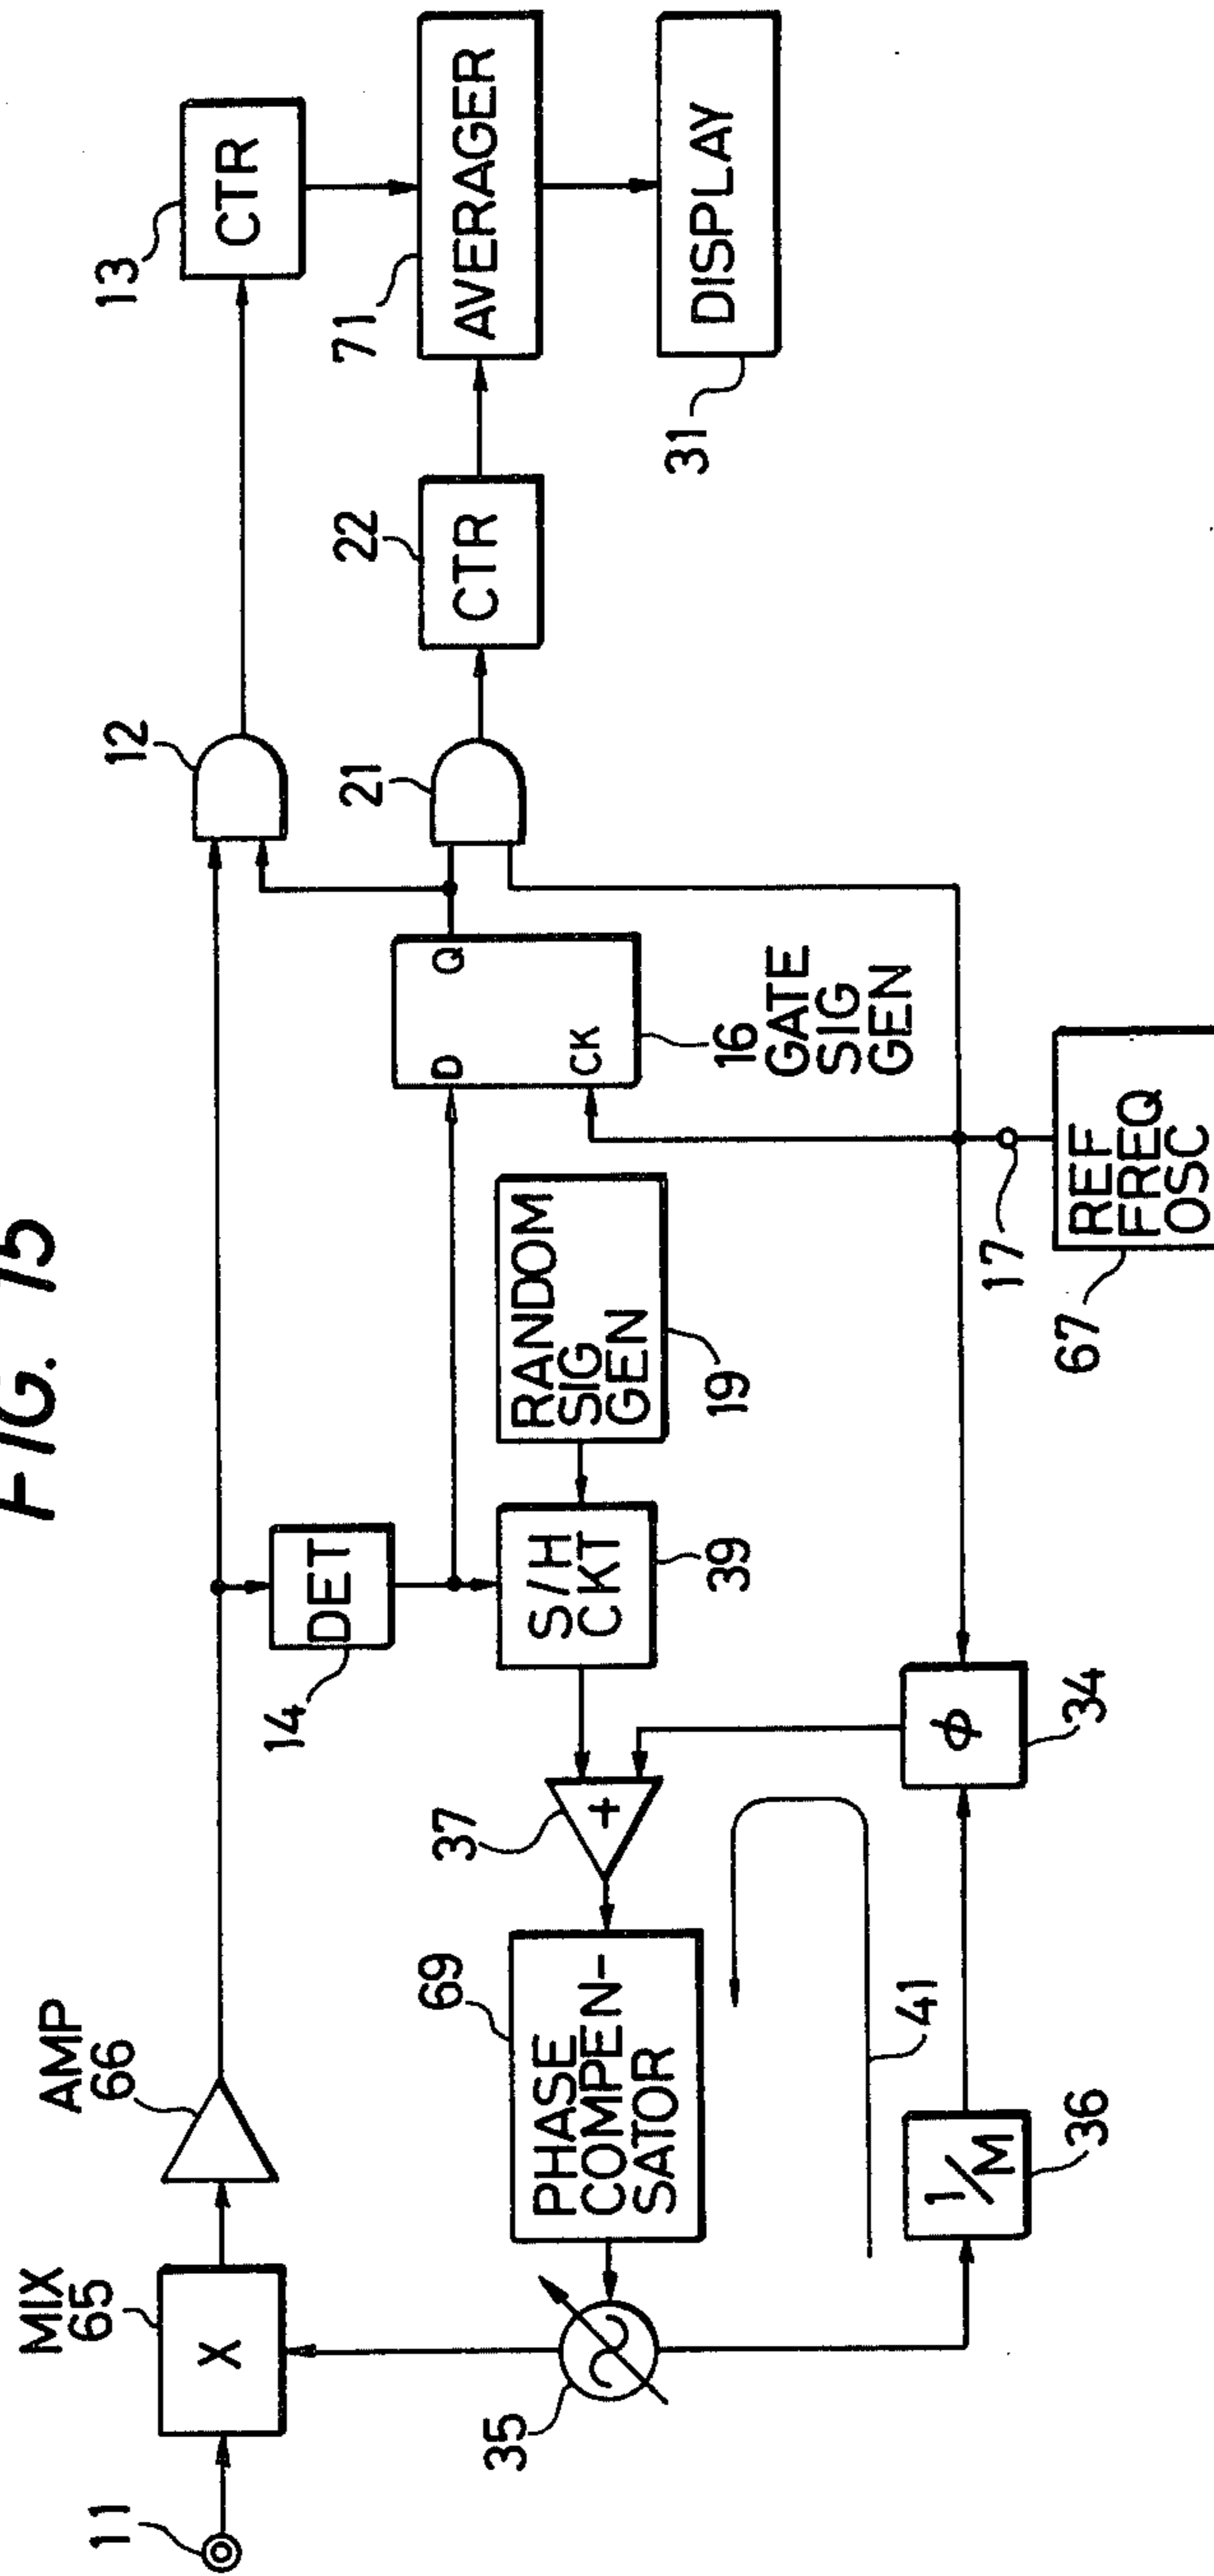 FIG. 15
11
MIX
65
X
AMP
66
12
13
CTR
14
DET
21
22
CTR
71
AVERAGER
31
DISPLAY
D
Q
CK
16
GATE
SIG
GEN
RANDOM
SIG
GEN
19
S/H
CKT
39
37
+
69
PHASE
COMPEN-
SATOR
35
41
1/M
36
φ
34
17
67
REF
FREQ
OSC